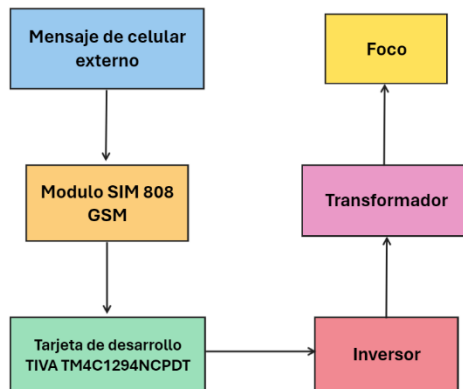 Mensaje de celular
externo
Modulo SIM 808
GSM
Tarjeta de desarrollo
TIVA TM4C1294NCPDT
Inversor
Transformador
Foco